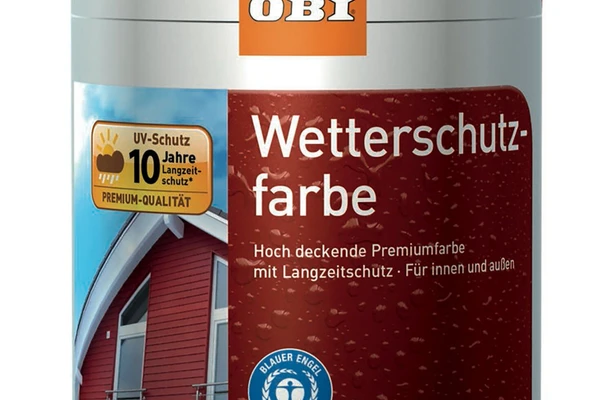 OBI
UV-Schutz
10 Jahre
Langzeit-
schutz*
PREMIUM-QUALITÄT
Wetterschutz-
farbe
Hoch deckende Premiumfarbe
mit Langzeitschutz · Für innen und außen
BLAUER ENGEL